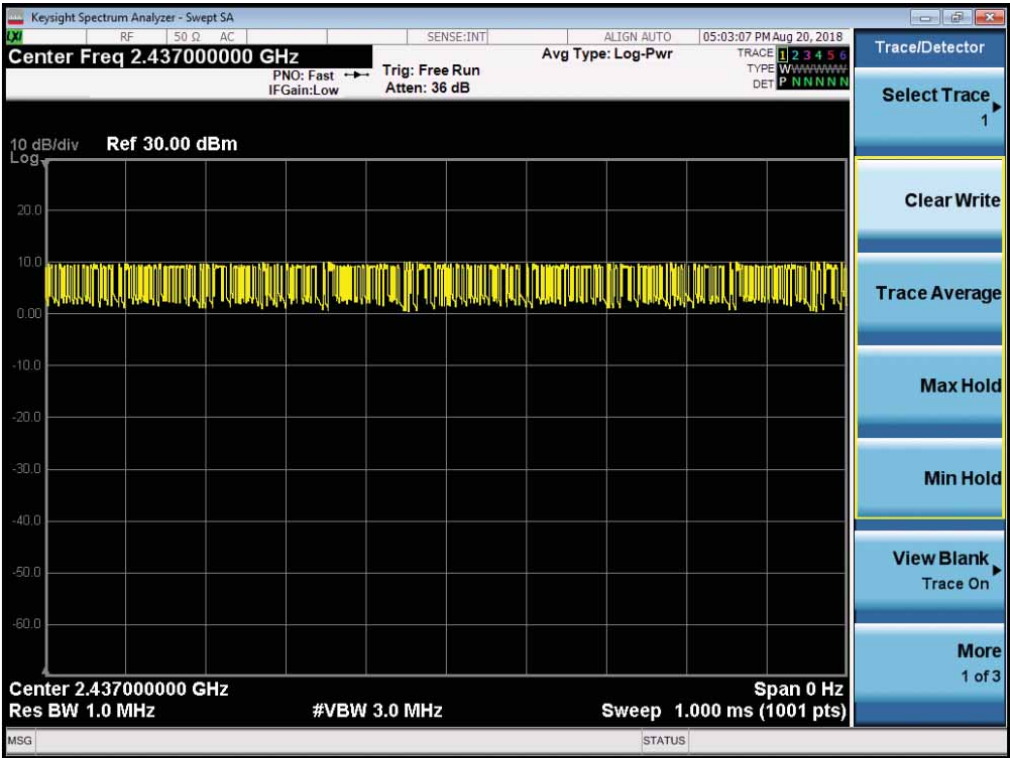 Keysight Spectrum Analyzer - Swept SA
LXI RF 50 Ω AC SENSE:INT ALIGN AUTO 05:03:07 PM Aug 20, 2018
Center Freq 2.437000000 GHz
PNO: Fast
IFGain:Low
Trig: Free Run
Atten: 36 dB
Avg Type: Log-Pwr
TRACE 1 2 3 4 5 6
TYPE WWWWWW
DET P N N N N N
10 dB/div Ref 30.00 dBm
Log
20.0
10.0
0.00
-10.0
-20.0
-30.0
-40.0
-50.0
-60.0
Center 2.437000000 GHz Span 0 Hz
Res BW 1.0 MHz #VBW 3.0 MHz Sweep 1.000 ms (1001 pts)
MSG STATUS
Trace/Detector
Select Trace
1
Clear Write
Trace Average
Max Hold
Min Hold
View Blank
Trace On
More
1 of 3